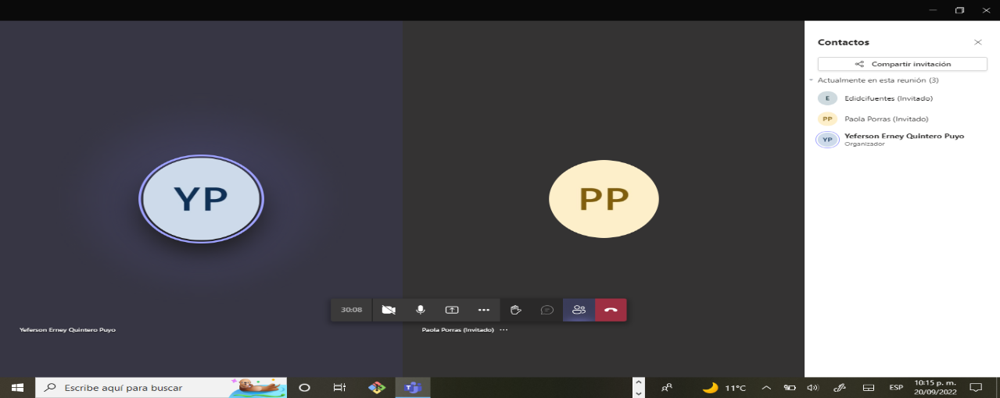 Contactos
Compartir invitación
Actualmente en esta reunión (3)
E
Edidcifuentes (Invitado)
PP
Paola Porras (Invitado)
YP
Yeferson Erney Quintero Puyo
Organizador
YP
PP
30:08
Yeferson Erney Quintero Puyo
Paola Porras (Invitado)
Escribe aquí para buscar
11°C
ESP
10:15 p. m.
20/09/2022